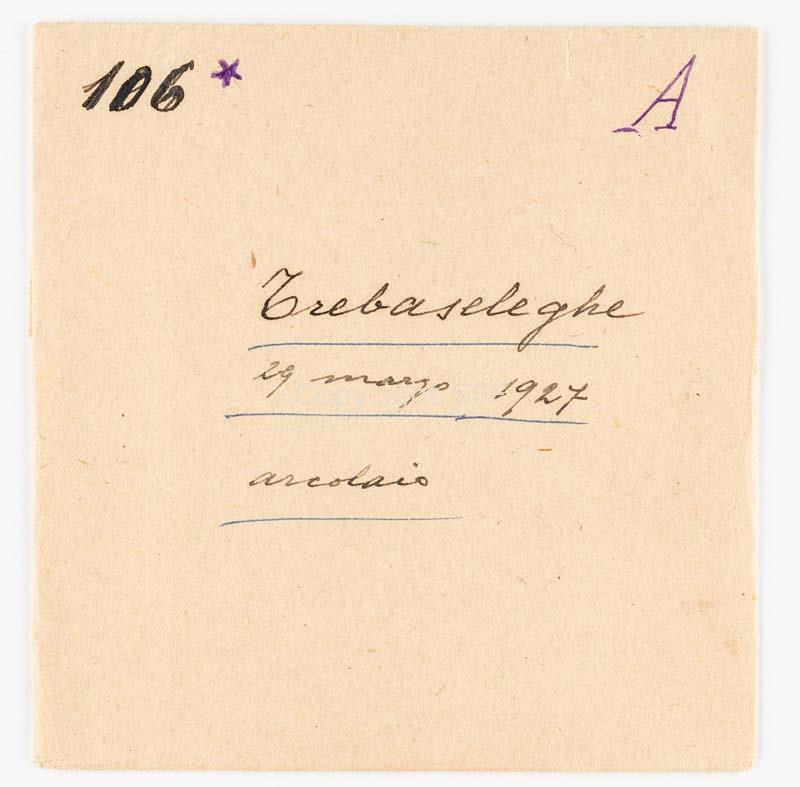 106*
A
Trebaseleghe
29 marzo 1927
arcolaio